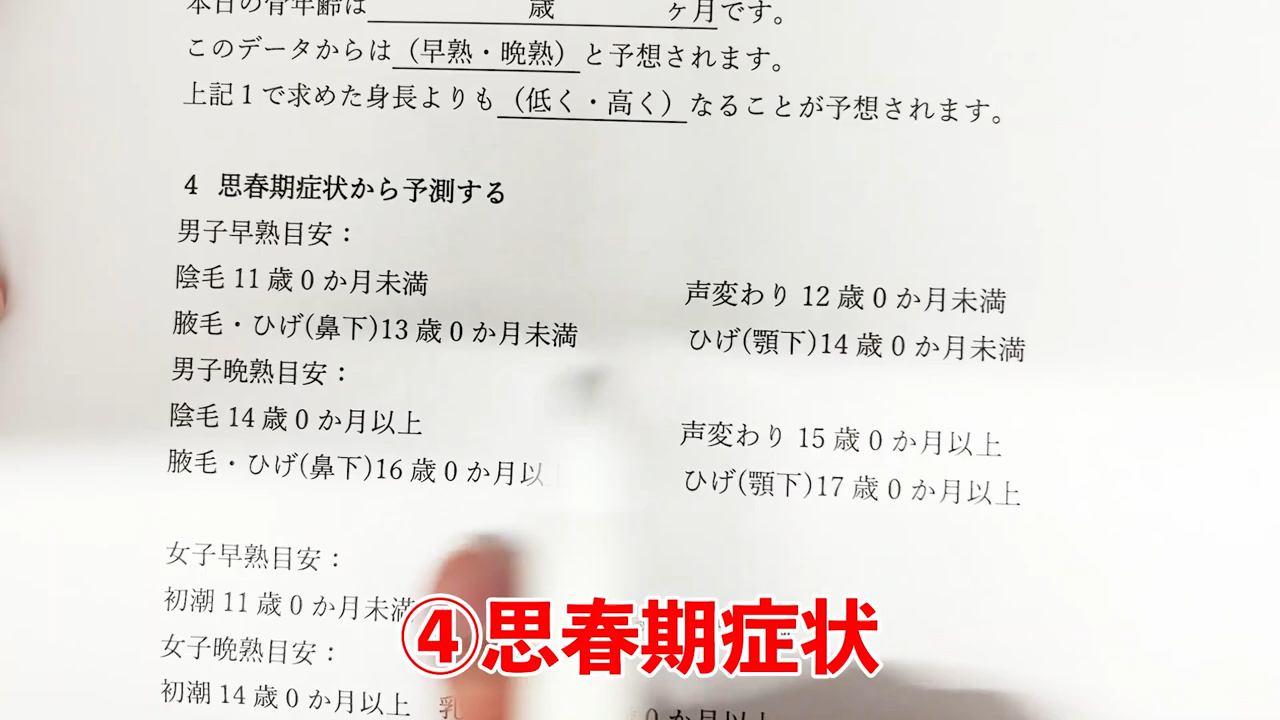 本日の骨年齢は 歳 ヶ月です。
このデータからは（早熟・晩熟）と予想されます。
上記1で求めた身長よりも（低く・高く）なることが予想されます。
4 思春期症状から予測する
男子早熟目安：
陰毛 11 歳 0 か月未満 声変わり 12 歳 0 か月未満
腋毛・ひげ(鼻下)13 歳 0 か月未満 ひげ(顎下)14 歳 0 か月未満
男子晩熟目安：
陰毛 14 歳 0 か月以上 声変わり 15 歳 0 か月以上
腋毛・ひげ(鼻下)16 歳 0 か月以 ひげ(顎下)17 歳 0 か月以上
女子早熟目安：
初潮 11 歳 0 か月未満
女子晩熟目安：
初潮 14 歳 0 か月以上 乳 0 か月以上
④思春期症状